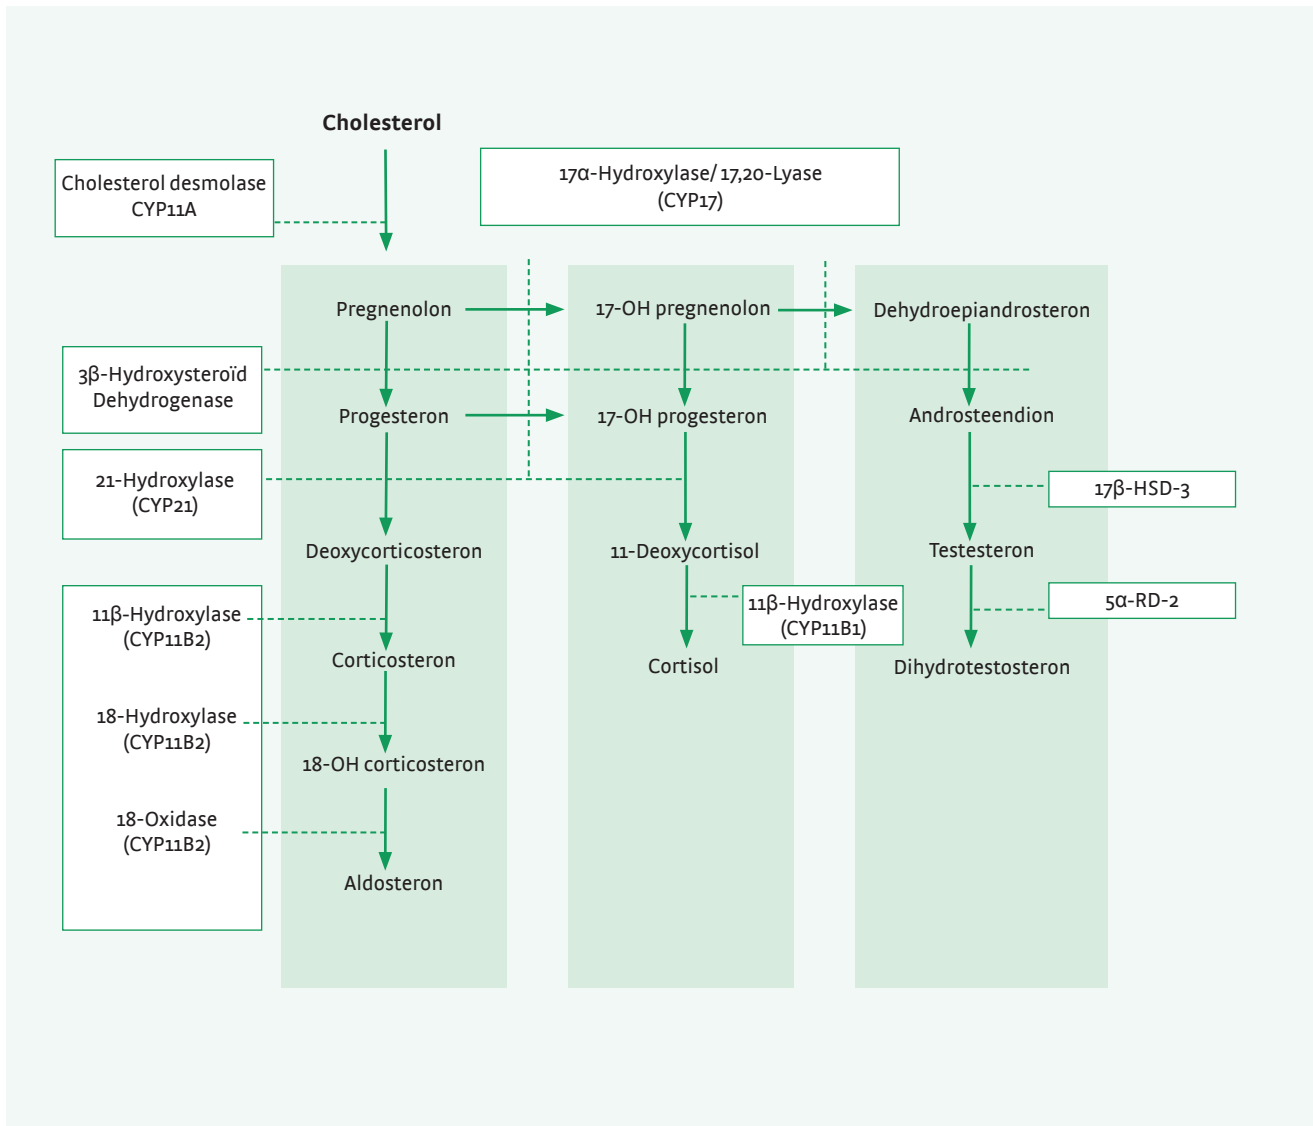 Cholesterol
Cholesterol desmolase
CYP11A
17α-Hydroxylase/ 17,20-Lyase
(CYP17)
Pregnenolon
17-OH pregnenolon
Dehydroepiandrosteron
3β-Hydroxysteroïd
Dehydrogenase
Progesteron
17-OH progesteron
Androsteendion
21-Hydroxylase
(CYP21)
17β-HSD-3
Deoxycorticosteron
11-Deoxycortisol
Testesteron
11β-Hydroxylase
(CYP11B2)
11β-Hydroxylase
(CYP11B1)
5α-RD-2
Corticosteron
Cortisol
Dihydrotestosteron
18-Hydroxylase
(CYP11B2)
18-OH corticosteron
18-Oxidase
(CYP11B2)
Aldosteron